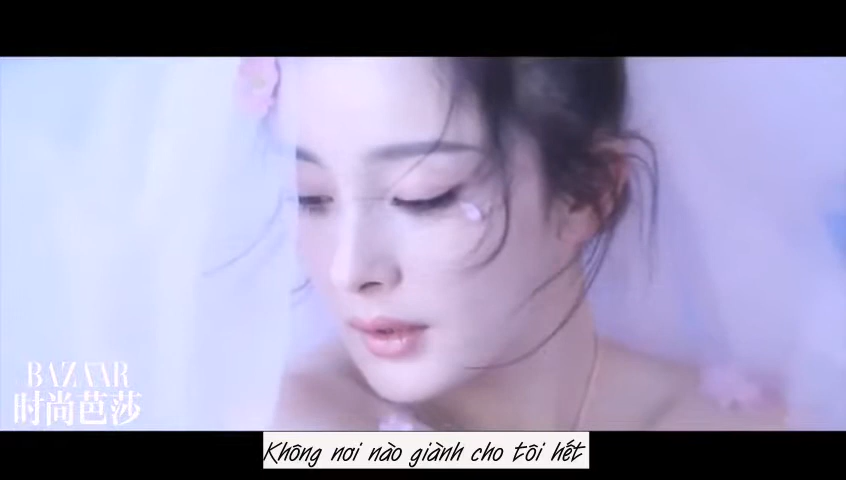 BAZAAR
时尚芭莎
Không nơi nào giành cho tôi hết